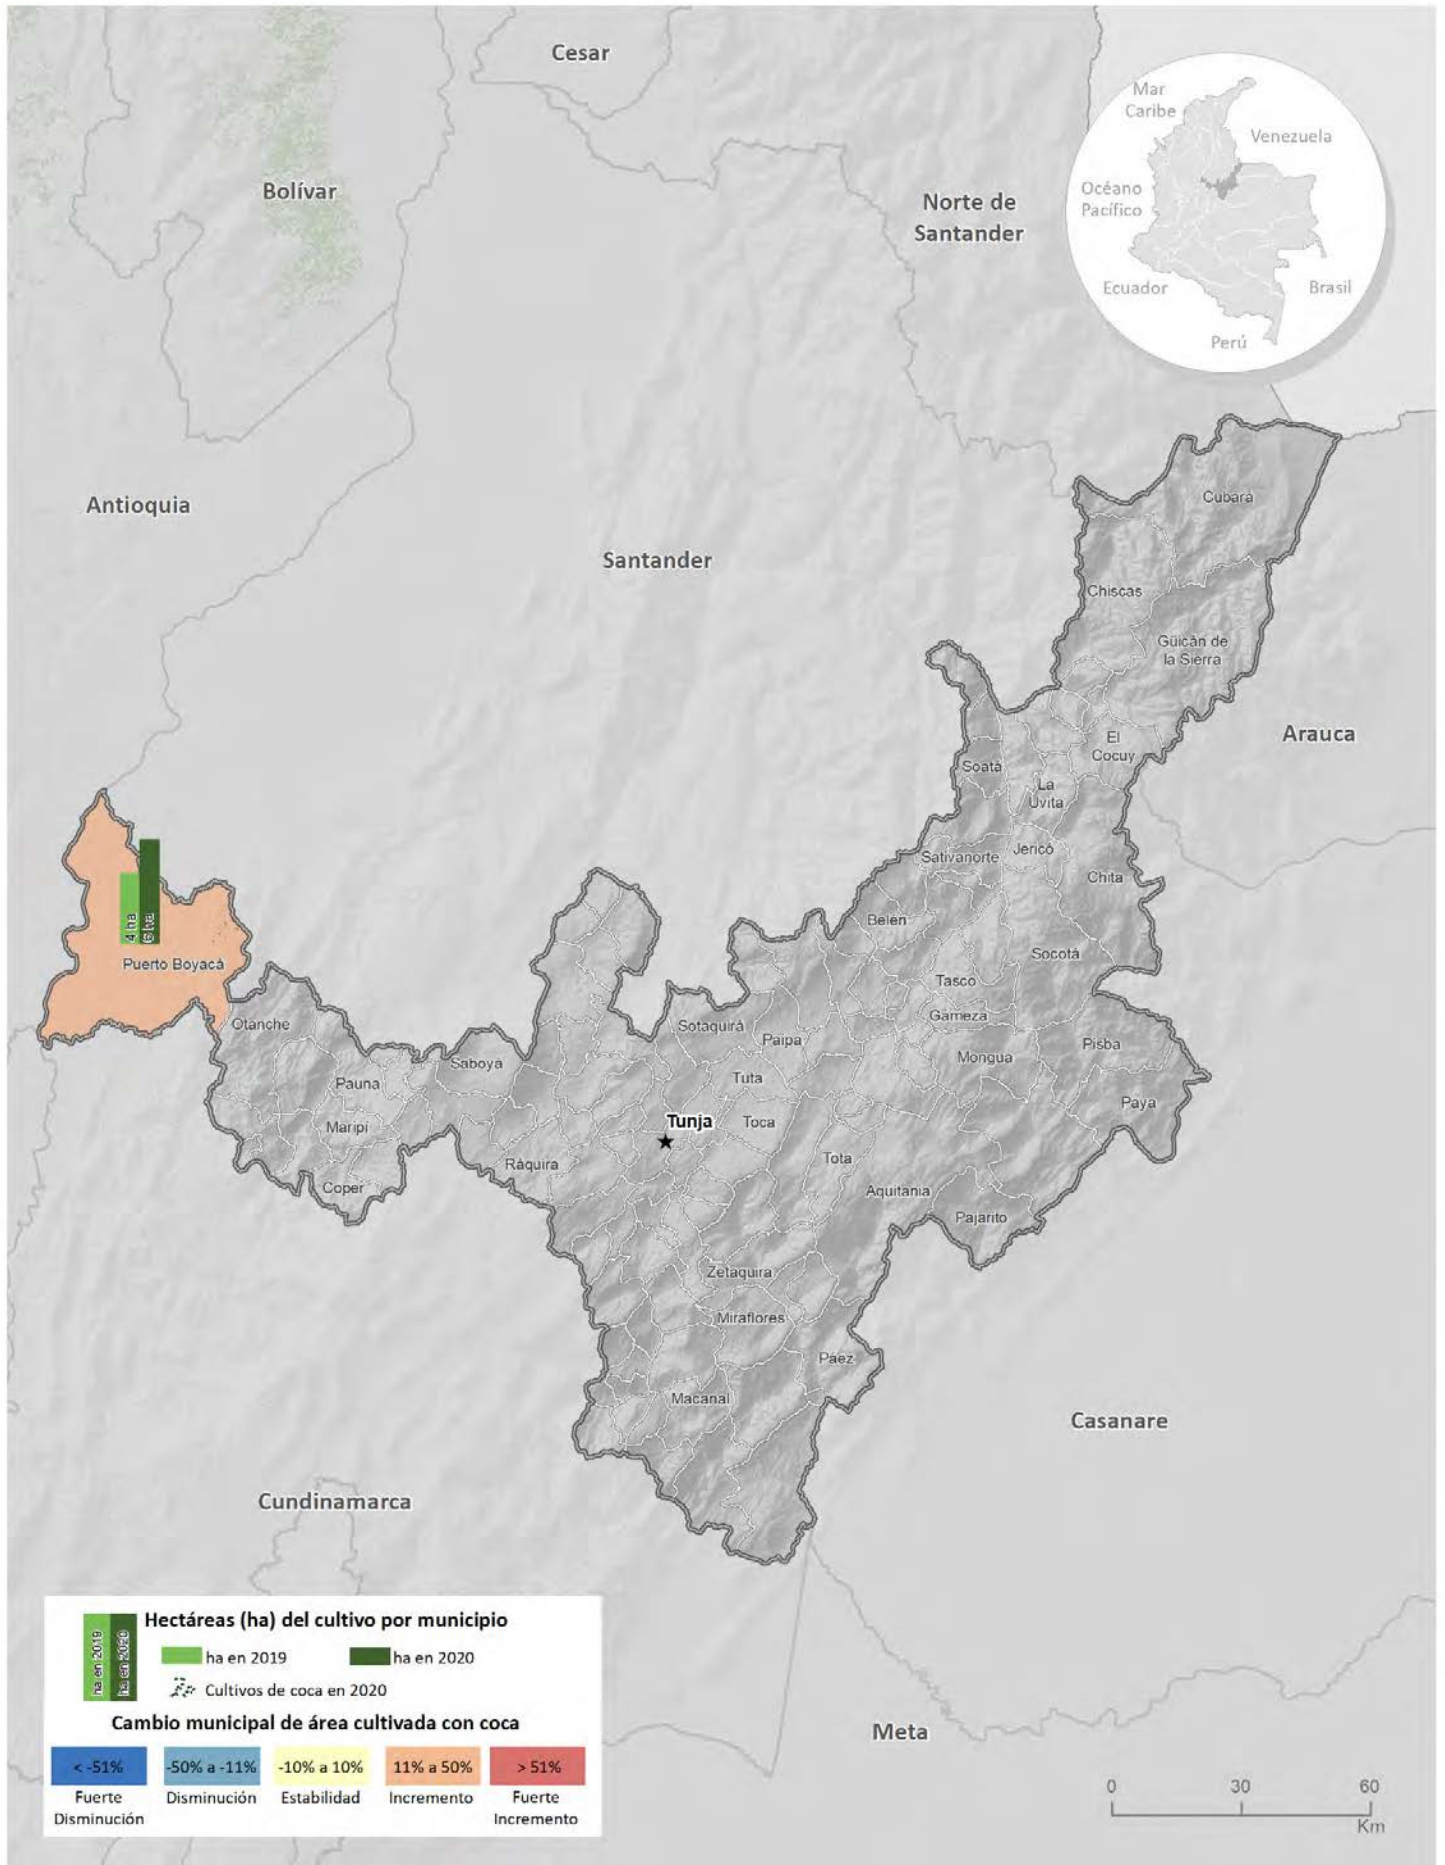 Cesar
Mar
Caribe
Venezuela
Bolívar
Océano
Pacífico
Norte de
Santander
Ecuador
Brasil
Perú
Antioquia
Cubará
Santander
Chiscas
Güicán de
la Sierra
Arauca
El
Cocuy
Soatá
La
Uvita
Jericó
Sativanorte
Chita
Belén
4 ha
6 ha
Socotá
Puerto Boyacá
Tasco
Otanche
Gámeza
Sotaquirá
Paipa
Pisba
Mongua
Saboyá
Tuta
Pauna
Paya
Tunja
Toca
Maripí
Tota
Ráquira
Coper
Aquitania
Pajarito
Zetaquira
Miraflores
Páez
Macanal
Casanare
Cundinamarca
Hectáreas (ha) del cultivo por municipio
ha en 2019
ha en 2020
ha en 2019
ha en 2020
Cultivos de coca en 2020
Cambio municipal de área cultivada con coca
< -51%
-50% a -11%
-10% a 10%
11% a 50%
> 51%
Fuerte
Disminución
Disminución
Estabilidad
Incremento
Fuerte
Incremento
Meta
0 30 60
Km